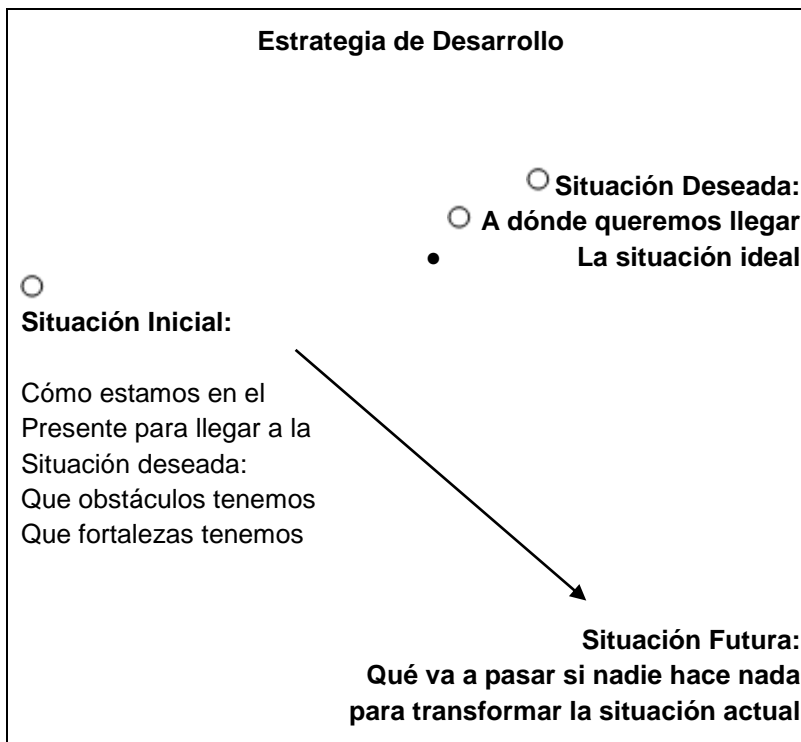 Estrategia de Desarrollo
Situación Deseada:
A dónde queremos llegar
● La situación ideal
Situación Inicial:
Cómo estamos en el
Presente para llegar a la
Situación deseada:
Que obstáculos tenemos
Que fortalezas tenemos
Situación Futura:
Qué va a pasar si nadie hace nada
para transformar la situación actual